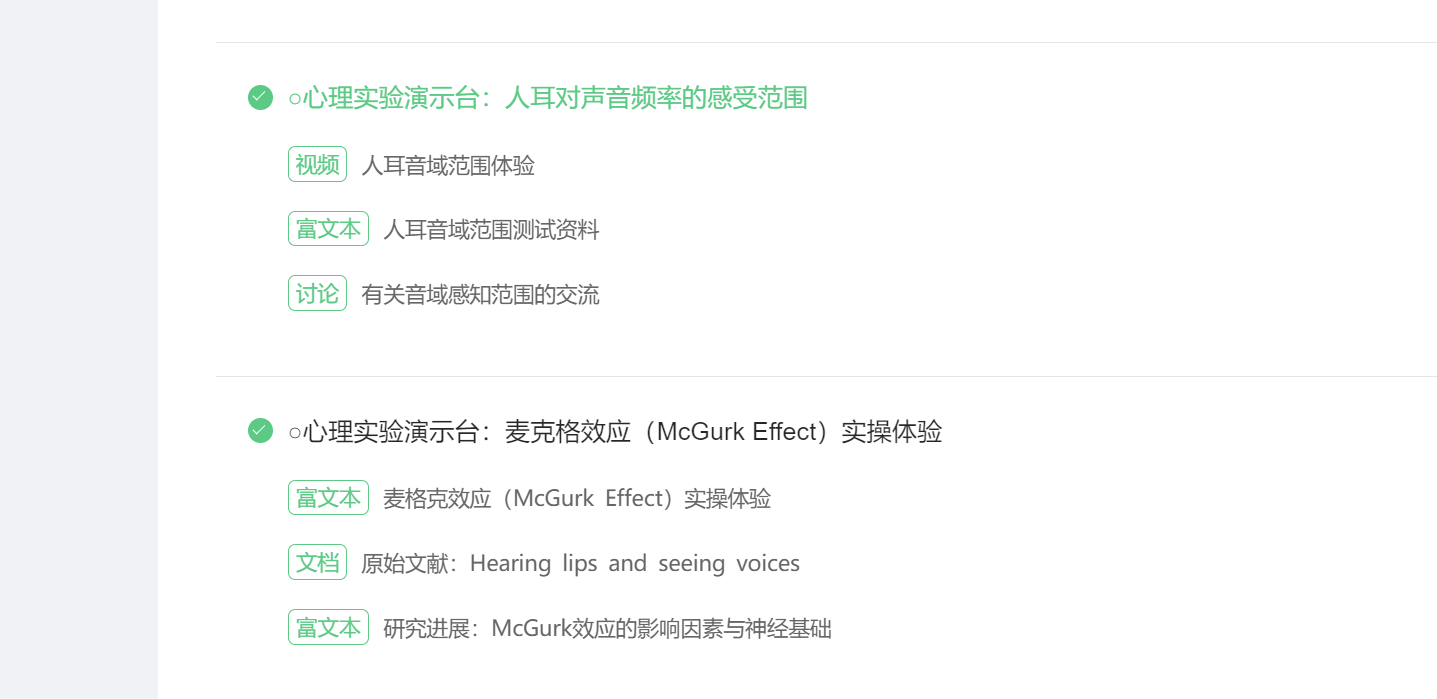 ○心理实验演示台：人耳对声音频率的感受范围
视频 人耳音域范围体验
富文本 人耳音域范围测试资料
讨论 有关音域感知范围的交流
○心理实验演示台：麦克格效应（McGurk Effect）实操体验
富文本 麦格克效应（McGurk Effect）实操体验
文档 原始文献：Hearing lips and seeing voices
富文本 研究进展：McGurk效应的影响因素与神经基础